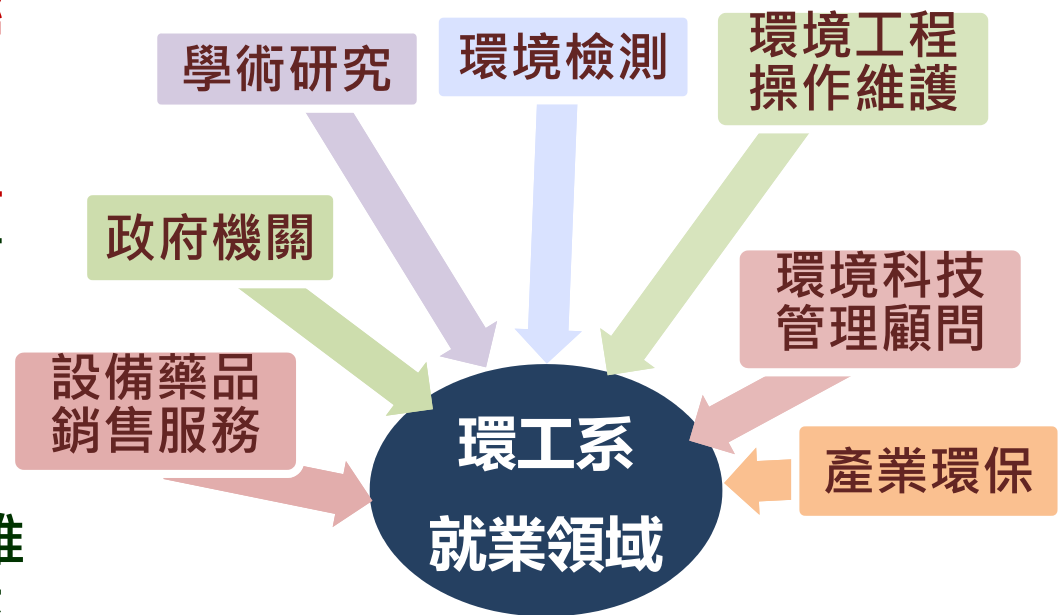 學術研究
環境檢測
環境工程
操作維護
政府機關
環境科技
管理顧問
設備藥品
銷售服務
產業環保
環工系
就業領域